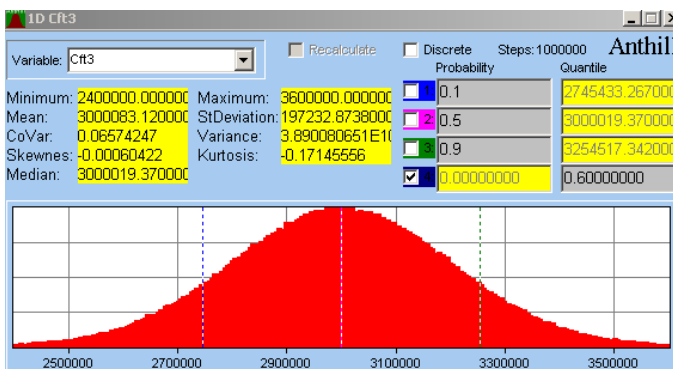 1D Cft3
Variable: Cft3
Recalculate
Discrete Steps: 1000000 Anthill
Probability Quantile
Minimum: 2400000.000000 Maximum: 3600000.000000
Mean: 3000083.120000 StDeviation: 197232.873800
CoVar: 0.06574247 Variance: 3.890080651E10
Skewnes: -0.00060422 Kurtosis: -0.17145556
Median: 3000019.370000
1: 0.1 2745433.267000
2: 0.5 3000019.370000
3: 0.9 3254517.342000
4: 0.00000000 0.60000000
2500000 2700000 2900000 3100000 3300000 3500000